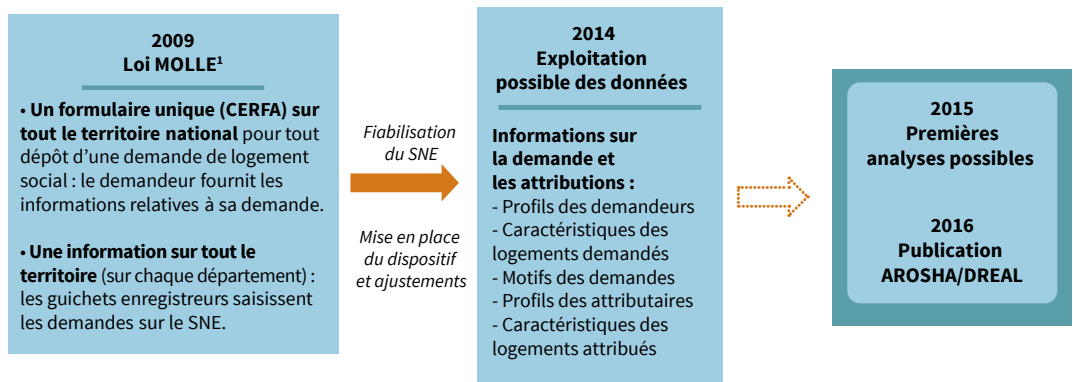 2009
Loi MOLLE¹
• Un formulaire unique (CERFA) sur
tout le territoire national pour tout
dépôt d'une demande de logement
social : le demandeur fournit les
informations relatives à sa demande.
• Une information sur tout le
territoire (sur chaque département) :
les guichets enregistreurs saisissent
les demandes sur le SNE.
Fiabilisation
du SNE
Mise en place
du dispositif
et ajustements
2014
Exploitation
possible des données
Informations sur
la demande et
les attributions :
- Profils des demandeurs
- Caractéristiques des
logements demandés
- Motifs des demandes
- Profils des attributaires
- Caractéristiques des
logements attribués
2015
Premières
analyses possibles
2016
Publication
AROSHA/DREAL